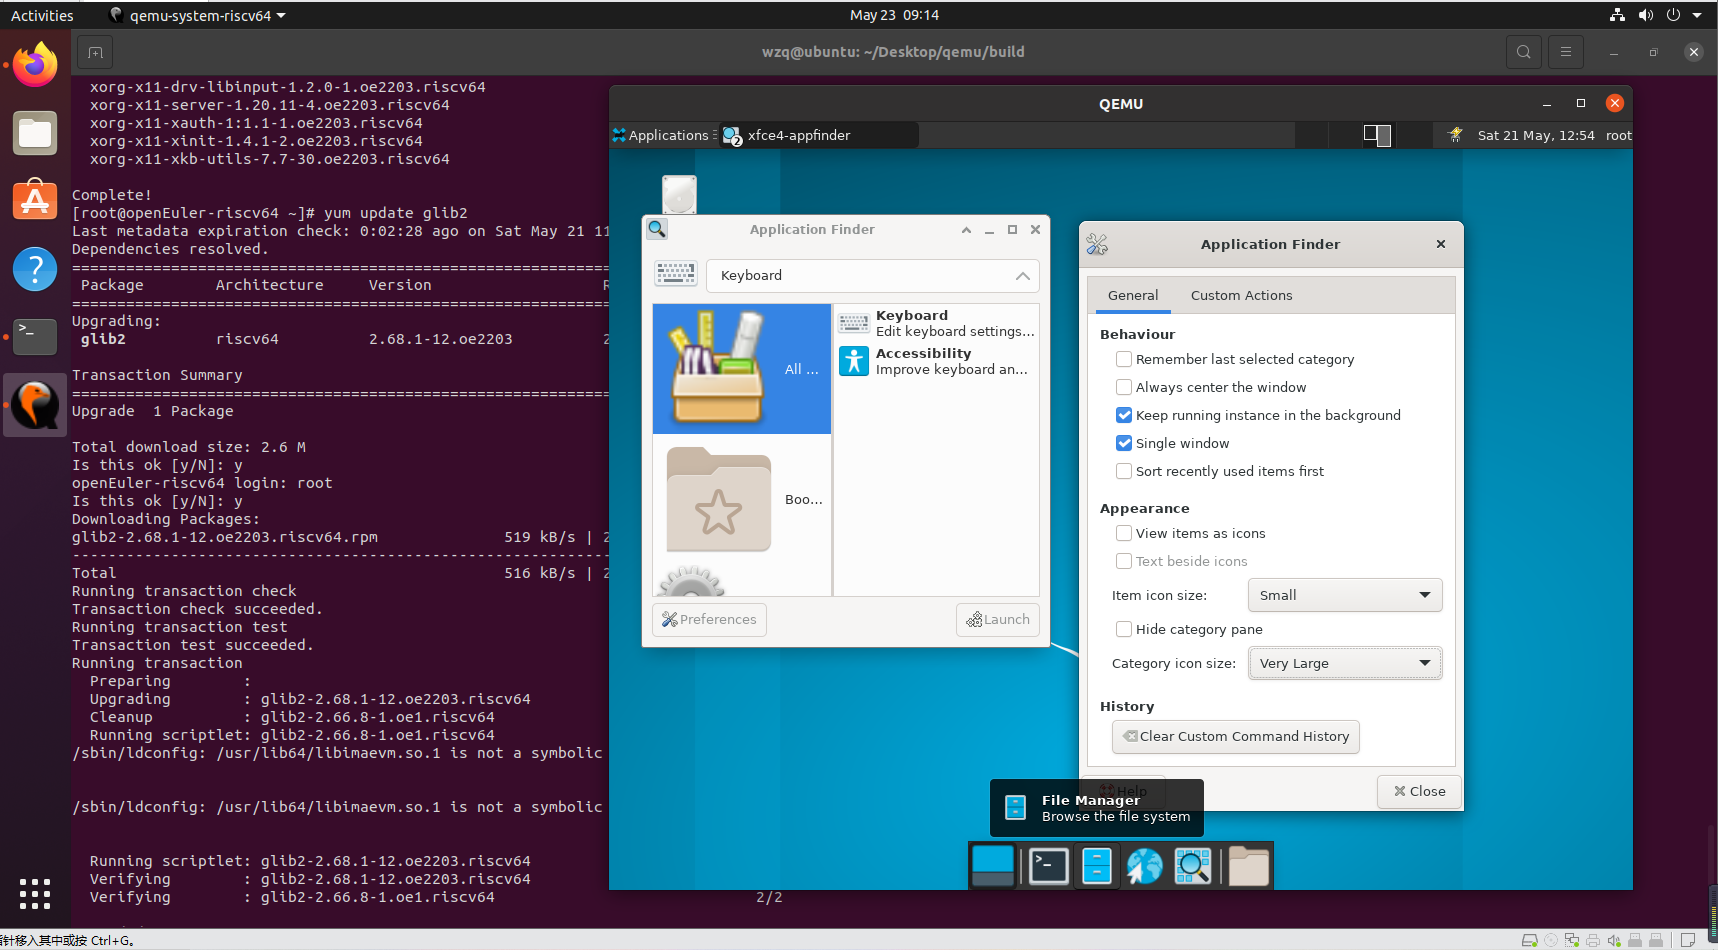 Activities
qemu-system-riscv64
May 23 09:14
wzq@ubuntu: ~/Desktop/qemu/build
xorg-x11-drv-libinput-1.2.0-1.oe2203.riscv64
xorg-x11-server-1.20.11-4.oe2203.riscv64
xorg-x11-xauth-1:1.1-1.oe2203.riscv64
xorg-x11-xinit-1.4.1-2.oe2203.riscv64
xorg-x11-xkb-utils-7.7-30.oe2203.riscv64
Complete!
[root@openEuler-riscv64 ~]# yum update glib2
Last metadata expiration check: 0:02:28 ago on Sat May 21 11
Dependencies resolved.
============================================================
Package Architecture Version R
============================================================
Upgrading:
glib2 riscv64 2.68.1-12.oe2203 2
Transaction Summary
============================================================
Upgrade 1 Package
Total download size: 2.6 M
Is this ok [y/N]: y
openEuler-riscv64 login: root
Is this ok [y/N]: y
Downloading Packages:
glib2-2.68.1-12.oe2203.riscv64.rpm 519 kB/s | 2
------------------------------------------------------------
Total 516 kB/s | 2
Running transaction check
Transaction check succeeded.
Running transaction test
Transaction test succeeded.
Running transaction
Preparing :
Upgrading : glib2-2.68.1-12.oe2203.riscv64
Cleanup : glib2-2.66.8-1.oe1.riscv64
Running scriptlet: glib2-2.66.8-1.oe1.riscv64
/sbin/ldconfig: /usr/lib64/libimaevm.so.1 is not a symbolic
/sbin/ldconfig: /usr/lib64/libimaevm.so.1 is not a symbolic
Running scriptlet: glib2-2.68.1-12.oe2203.riscv64
Verifying : glib2-2.68.1-12.oe2203.riscv64
Verifying : glib2-2.66.8-1.oe1.riscv64 2/2
QEMU
Applications
2 xfce4-appfinder
Sat 21 May, 12:54 root
Application Finder
Keyboard
All ...
Boo...
Keyboard
Edit keyboard settings...
Accessibility
Improve keyboard an...
Preferences
Launch
Application Finder
General Custom Actions
Behaviour
Remember last selected category
Always center the window
Keep running instance in the background
Single window
Sort recently used items first
Appearance
View items as icons
Text beside icons
Item icon size: Small
Hide category pane
Category icon size: Very Large
History
Clear Custom Command History
Help
Close
File Manager
Browse the file system
针移入其中或按 Ctrl+G。